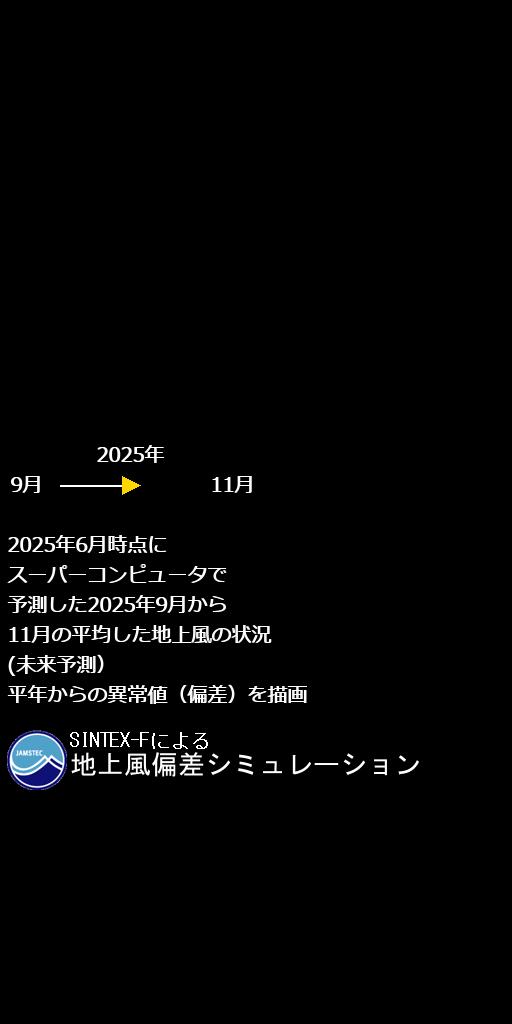 2025年
9月 11月
2025年6月時点に
スーパーコンピュータで
予測した2025年9月から
11月の平均した地上風の状況
(未来予測）
平年からの異常値（偏差）を描画
SINTEX-Fによる
JAMSTEC
地上風偏差シミュレーション